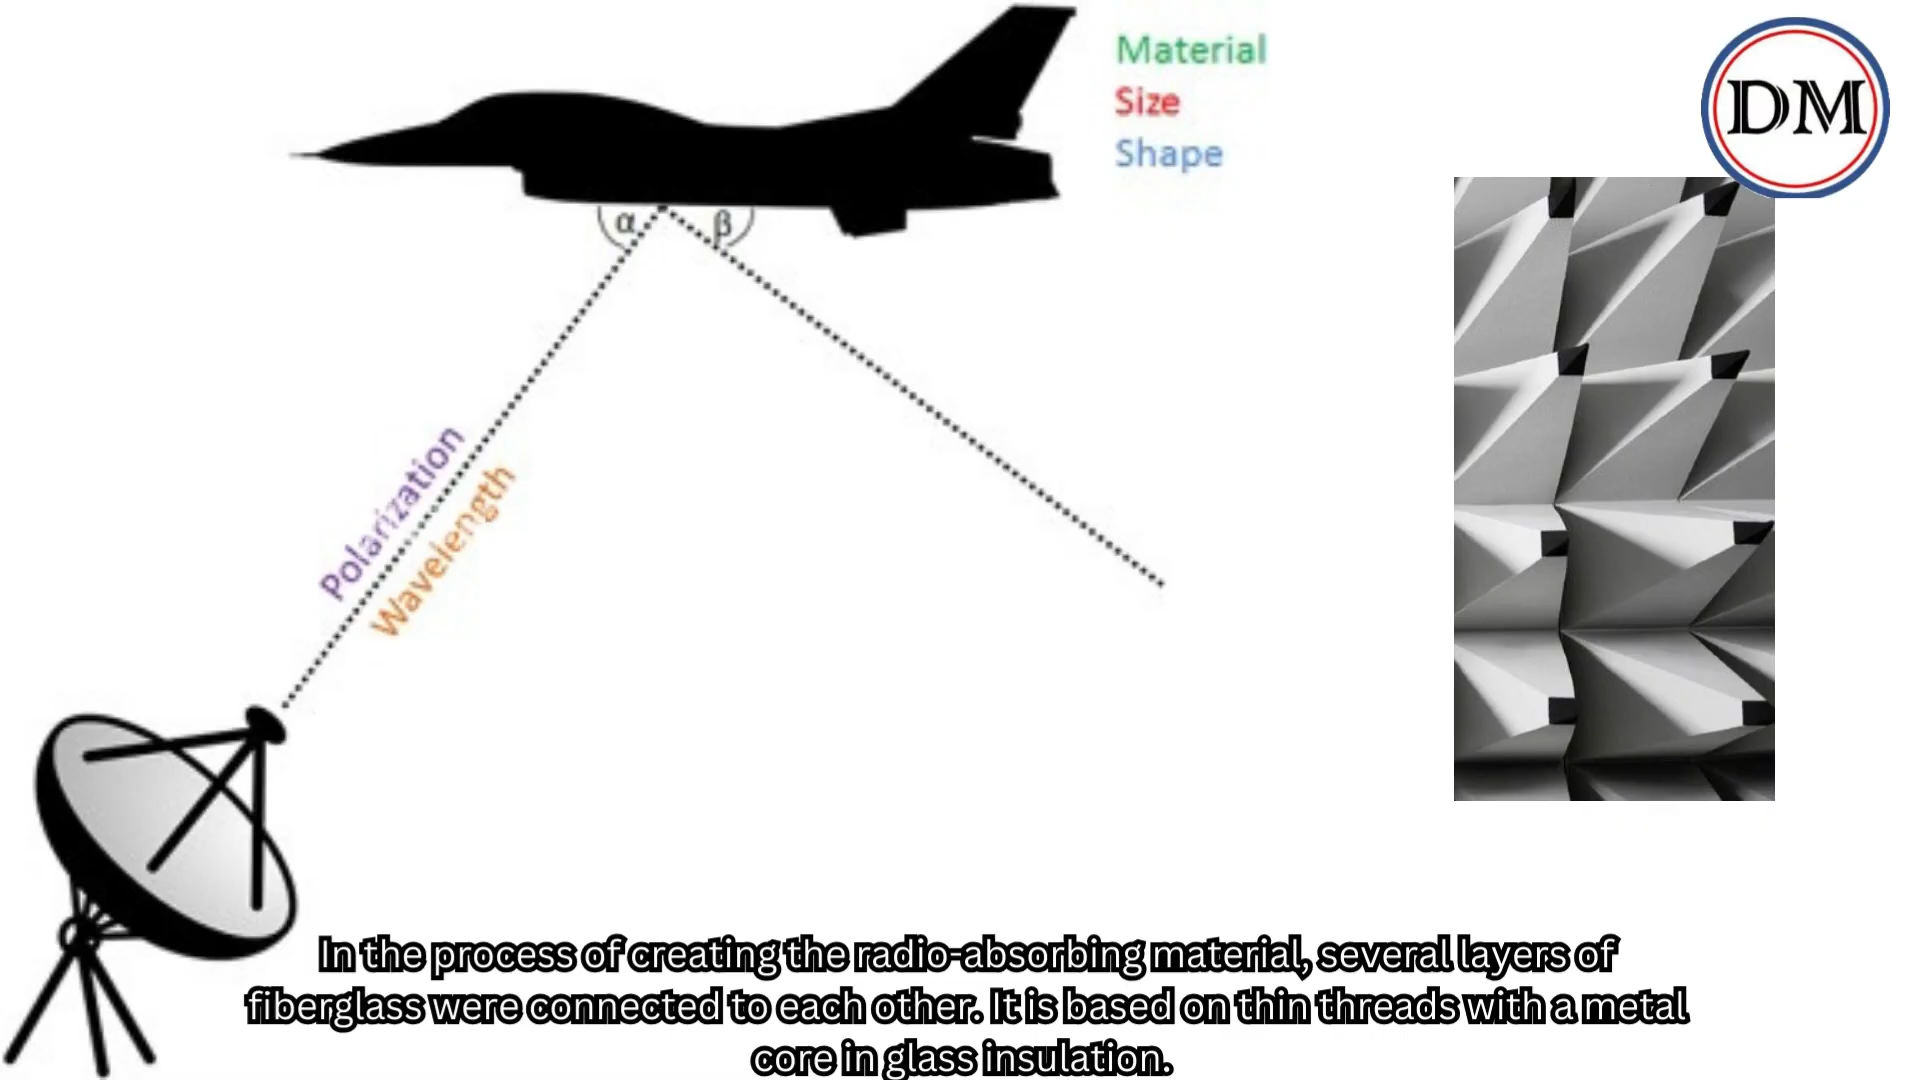 Material
Size
Shape
DM
α
β
Polarization
Wavelength
In the process of creating the radio-absorbing material, several layers of
fiberglass were connected to each other. It is based on thin threads with a metal
core in glass insulation.